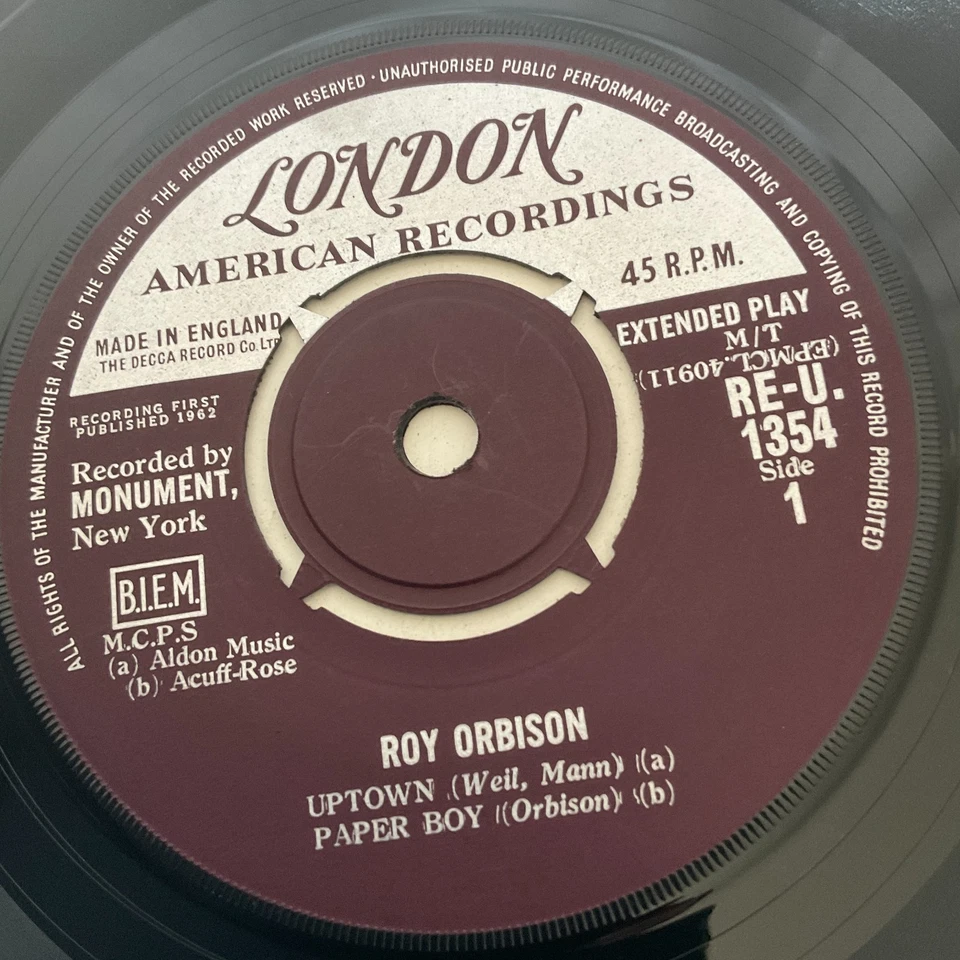 ALL RIGHTS OF THE MANUFACTURER AND OF THE OWNER OF THE RECORDED WORK RESERVED · UNAUTHORISED PUBLIC PERFORMANCE BROADCASTING AND COPYING OF THIS RECORD PROHIBITED
LONDON
AMERICAN RECORDINGS
45 R.P.M.
MADE IN ENGLAND
THE DECCA RECORD Co. LTD
EXTENDED PLAY
T/W
(EPMCL.40911)
RE-U.
1354
Side
1
RECORDING FIRST
PUBLISHED 1962
Recorded by
MONUMENT,
New York
B.I.E.M.
M.C.P.S
(a) Aldon Music
(b) Acuff-Rose
ROY ORBISON
UPTOWN (Weil, Mann) (a)
PAPER BOY (Orbison) (b)